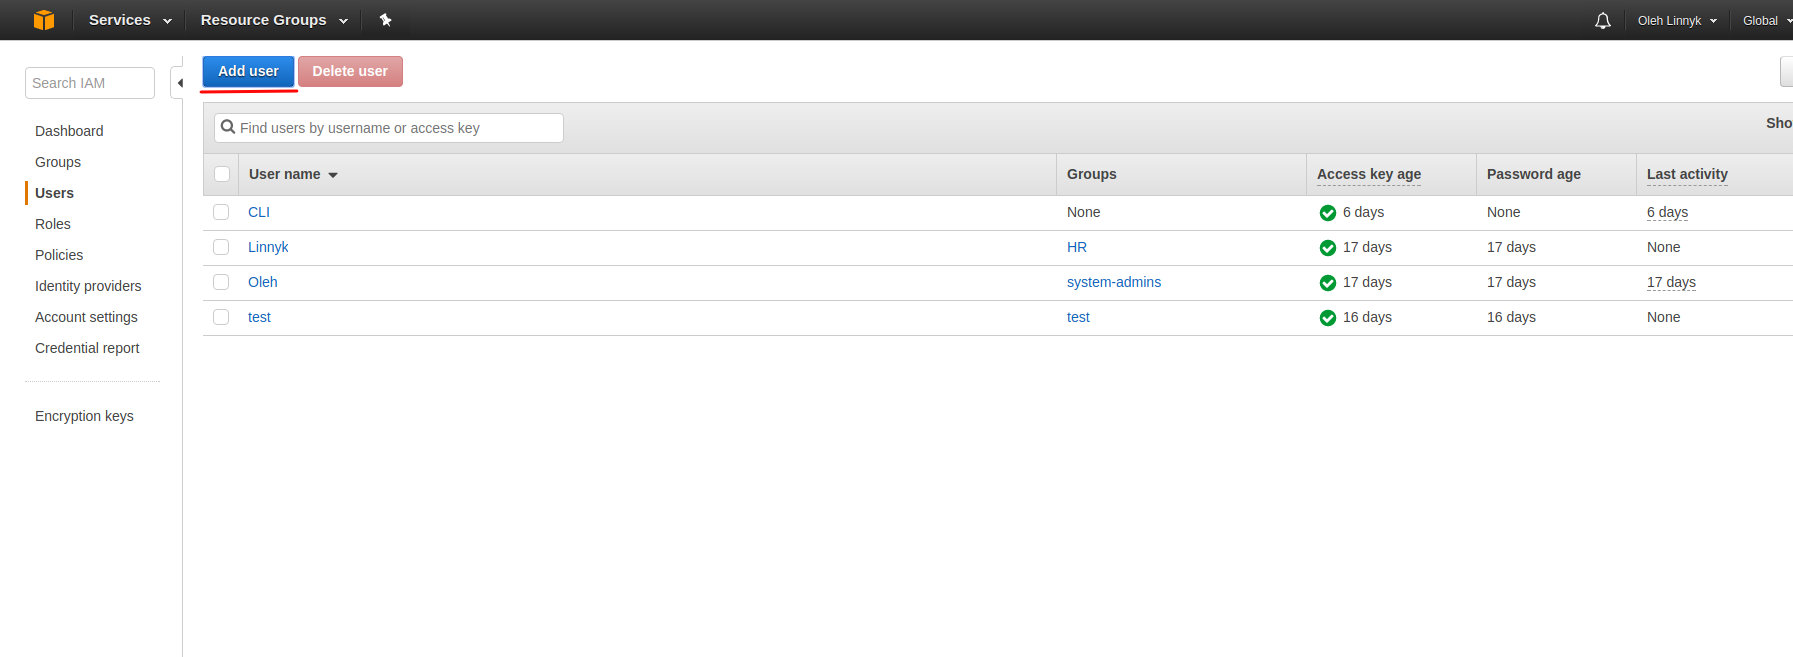 Services Resource Groups Oleh Linnyk Global
Search IAM
Add user Delete user
Dashboard
Groups
Users
Roles
Policies
Identity providers
Account settings
Credential report
Encryption keys
Find users by username or access key Sho
User name Groups Access key age Password age Last activity
CLI None 6 days None 6 days
Linnyk HR 17 days 17 days None
Oleh system-admins 17 days 17 days 17 days
test test 16 days 16 days None